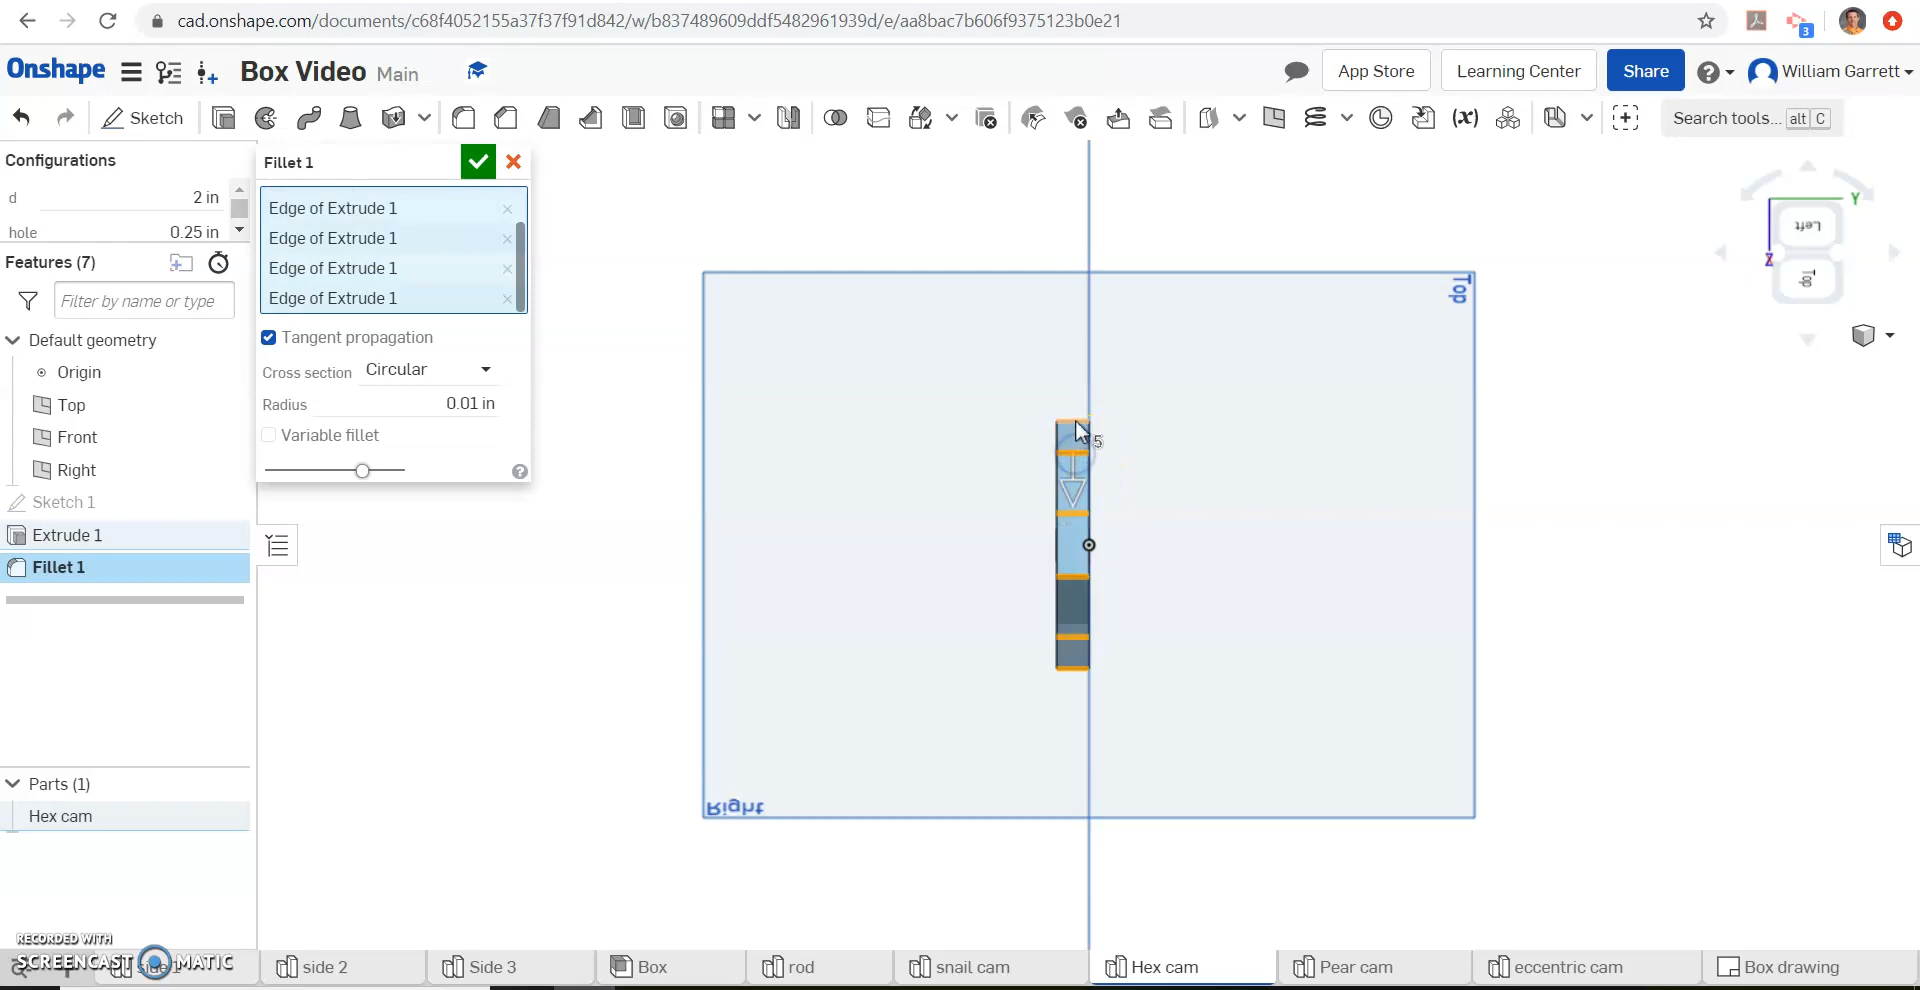 cad.onshape.com/documents/c68f4052155a37f37f91d842/w/b837489609ddf5482961939d/e/aa8bac7b606f9375123b0e21
3
Onshape Box Video Main App Store Learning Center Share William Garrett
Sketch (x) Search tools... alt C
Configurations
d 2 in
hole 0.25 in
Features (7)
Filter by name or type
Default geometry
Origin
Top
Front
Right
Sketch 1
Extrude 1
Fillet 1
Parts (1)
Hex cam
Fillet 1
Edge of Extrude 1
Edge of Extrude 1
Edge of Extrude 1
Edge of Extrude 1
Tangent propagation
Cross section Circular
Radius 0.01 in
Variable fillet
Top
5
Right
Y
Left
Z
Top
RECORDED WITH
SCREENCAST MATIC
side 2 Side 3 Box rod snail cam Hex cam Pear cam eccentric cam Box drawing